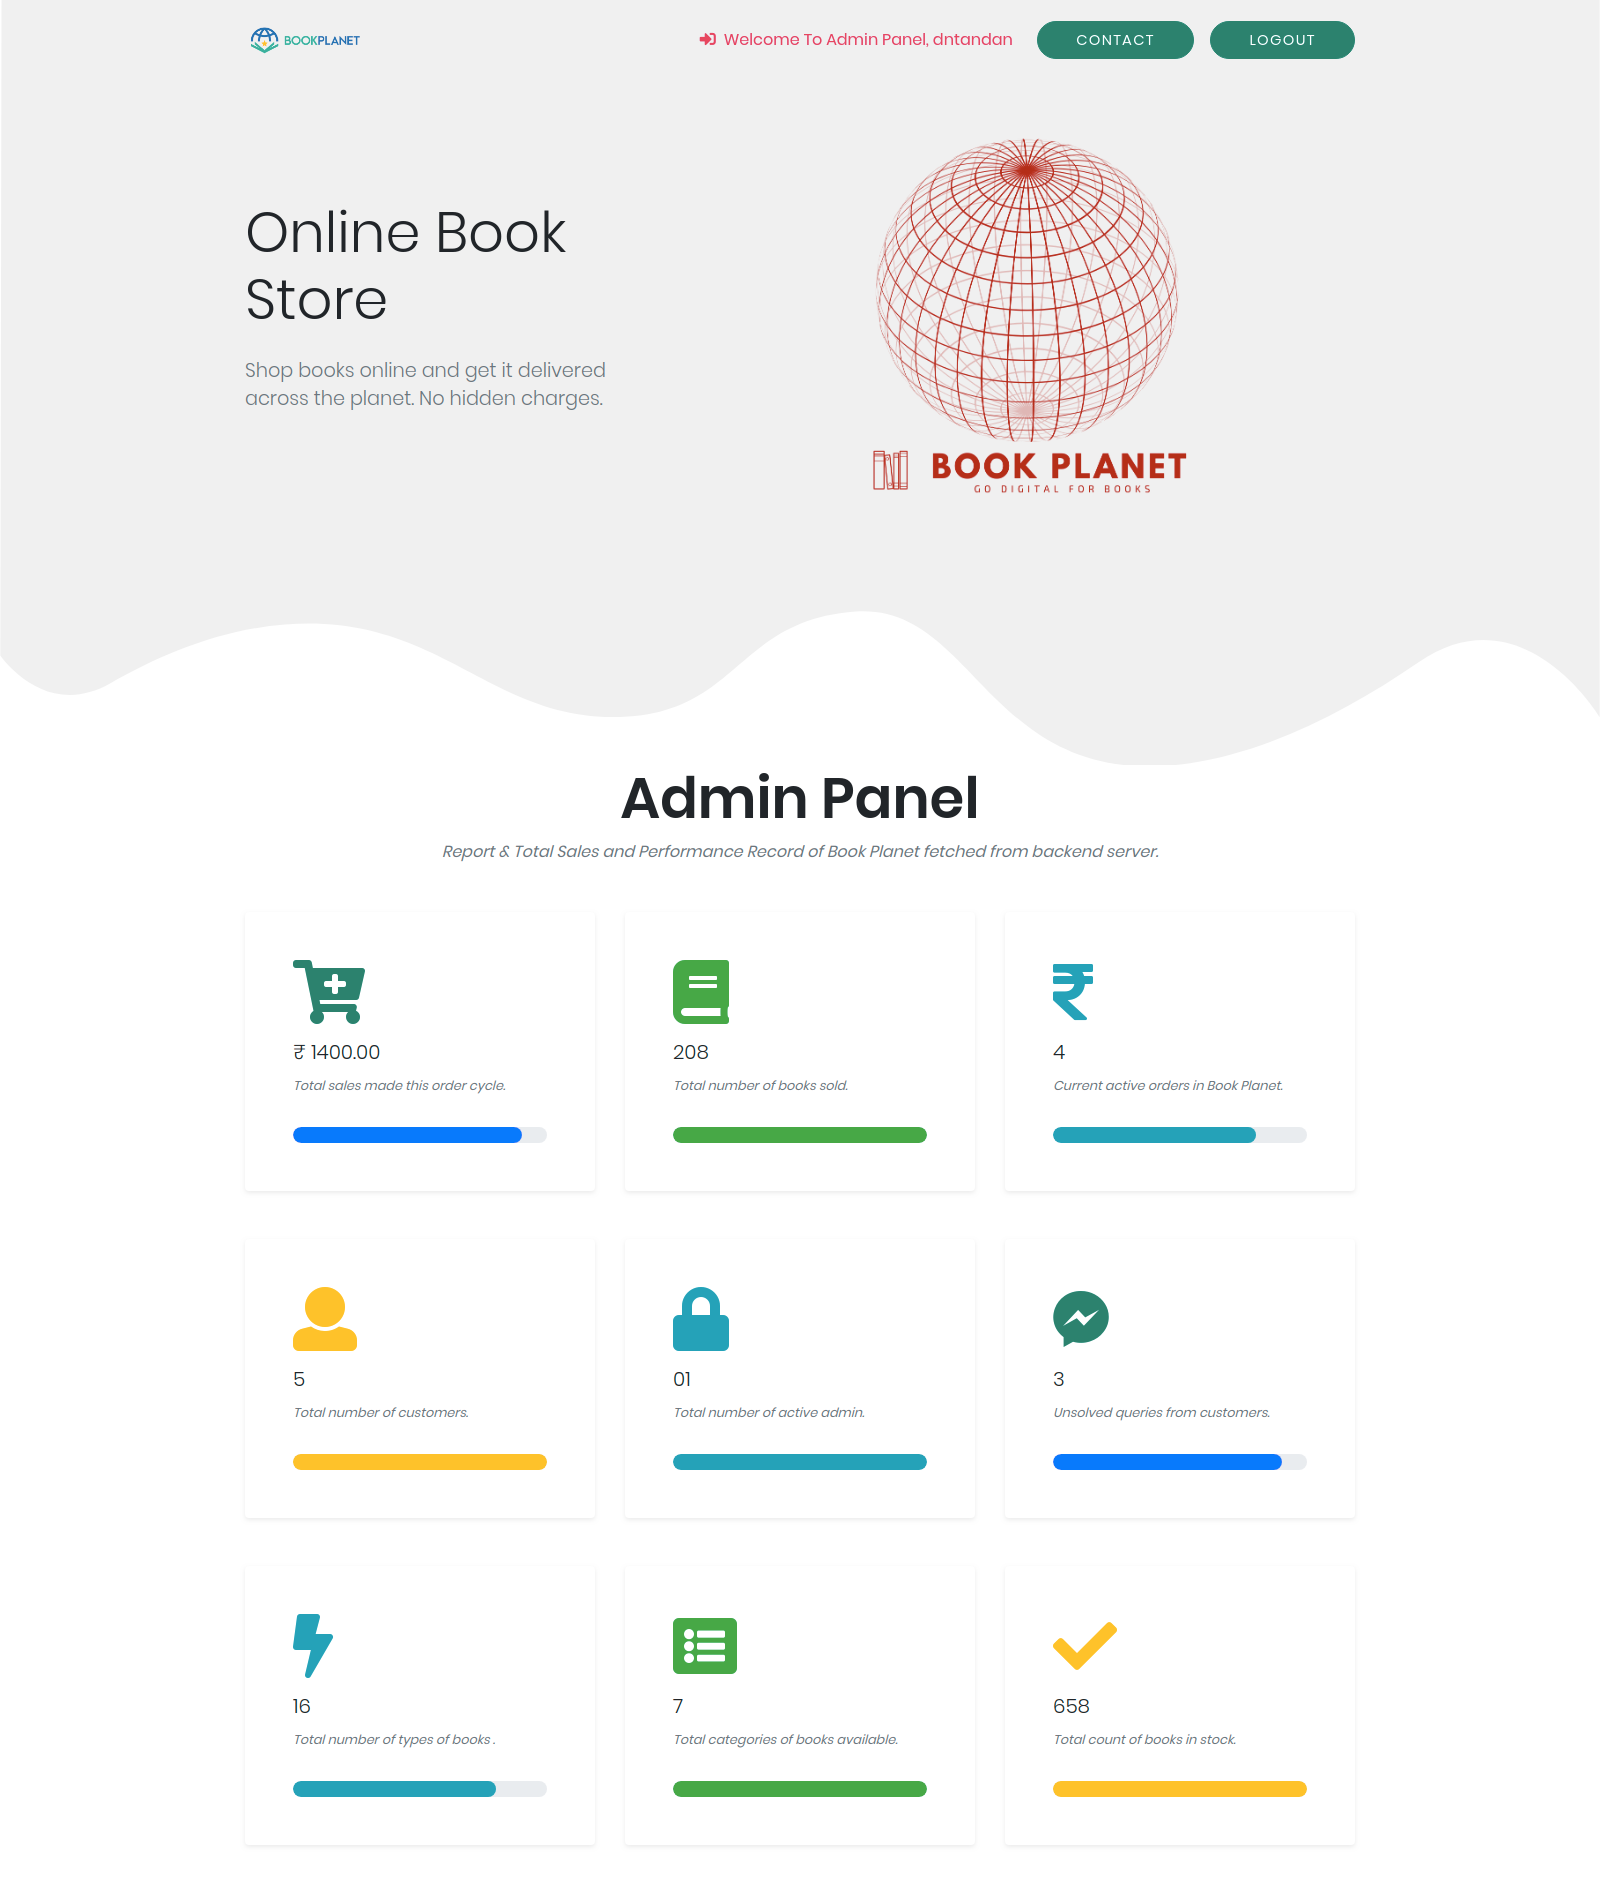 BOOKPLANET
Welcome To Admin Panel, dntandan
CONTACT
LOGOUT
Online Book
Store
Shop books online and get it delivered
across the planet. No hidden charges.
BOOK PLANET
GO DIGITAL FOR BOOKS
Admin Panel
Report & Total Sales and Performance Record of Book Planet fetched from backend server.
₹ 1400.00
Total sales made this order cycle.
208
Total number of books sold.
4
Current active orders in Book Planet.
5
Total number of customers.
01
Total number of active admin.
3
Unsolved queries from customers.
16
Total number of types of books .
7
Total categories of books available.
658
Total count of books in stock.